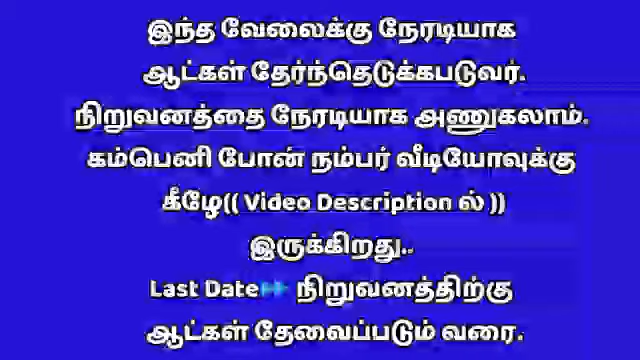 இந்த வேலைக்கு நேரடியாக
ஆட்கள் தேர்ந்தெடுக்கபடுவர்.
நிறுவனத்தை நேரடியாக அணுகலாம்.
கம்பெனி போன் நம்பர் வீடியோவுக்கு
கீழே(( Video Description ல் ))
இருக்கிறது..
Last Date⏩ நிறுவனத்திற்கு
ஆட்கள் தேவைப்படும் வரை.